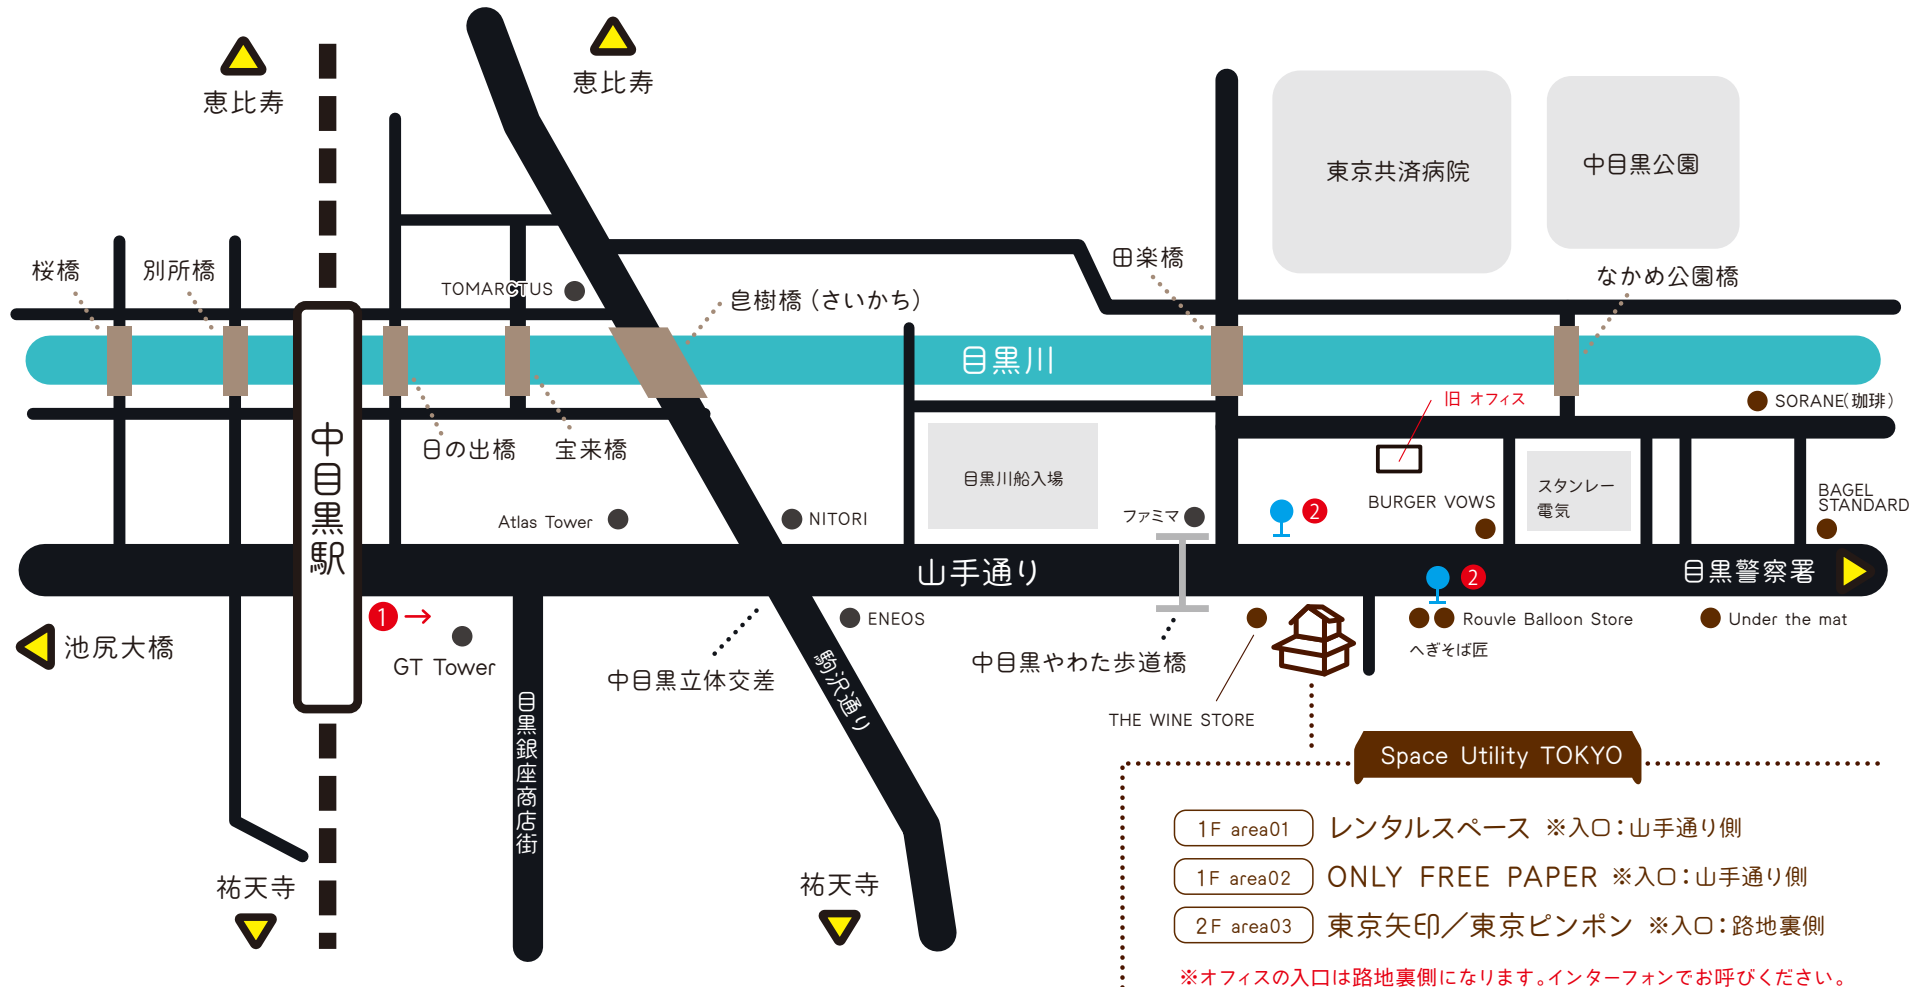 恵比寿
恵比寿
東京共済病院
中目黒公園
桜橋
別所橋
TOMARCTUS
皀樹橋（さいかち）
田楽橋
なかめ公園橋
目黒川
旧 オフィス
SORANE(珈琲)
中目黒駅
日の出橋
宝来橋
目黒川船入場
スタンレー
電気
BURGER VOWS
BAGEL
STANDARD
Atlas Tower
NITORI
ファミマ
2
山手通り
2
目黒警察署
1
GT Tower
池尻大橋
ENEOS
Rouvle Balloon Store
へぎそば匠
Under the mat
中目黒立体交差
駒沢通り
中目黒やわた歩道橋
THE WINE STORE
目黒銀座商店街
祐天寺
祐天寺
Space Utility TOKYO
1F area01 レンタルスペース ※入口：山手通り側
1F area02 ONLY FREE PAPER ※入口：山手通り側
2F area03 東京矢印／東京ピンポン ※入口：路地裏側
※オフィスの入口は路地裏側になります。インターフォンでお呼びください。